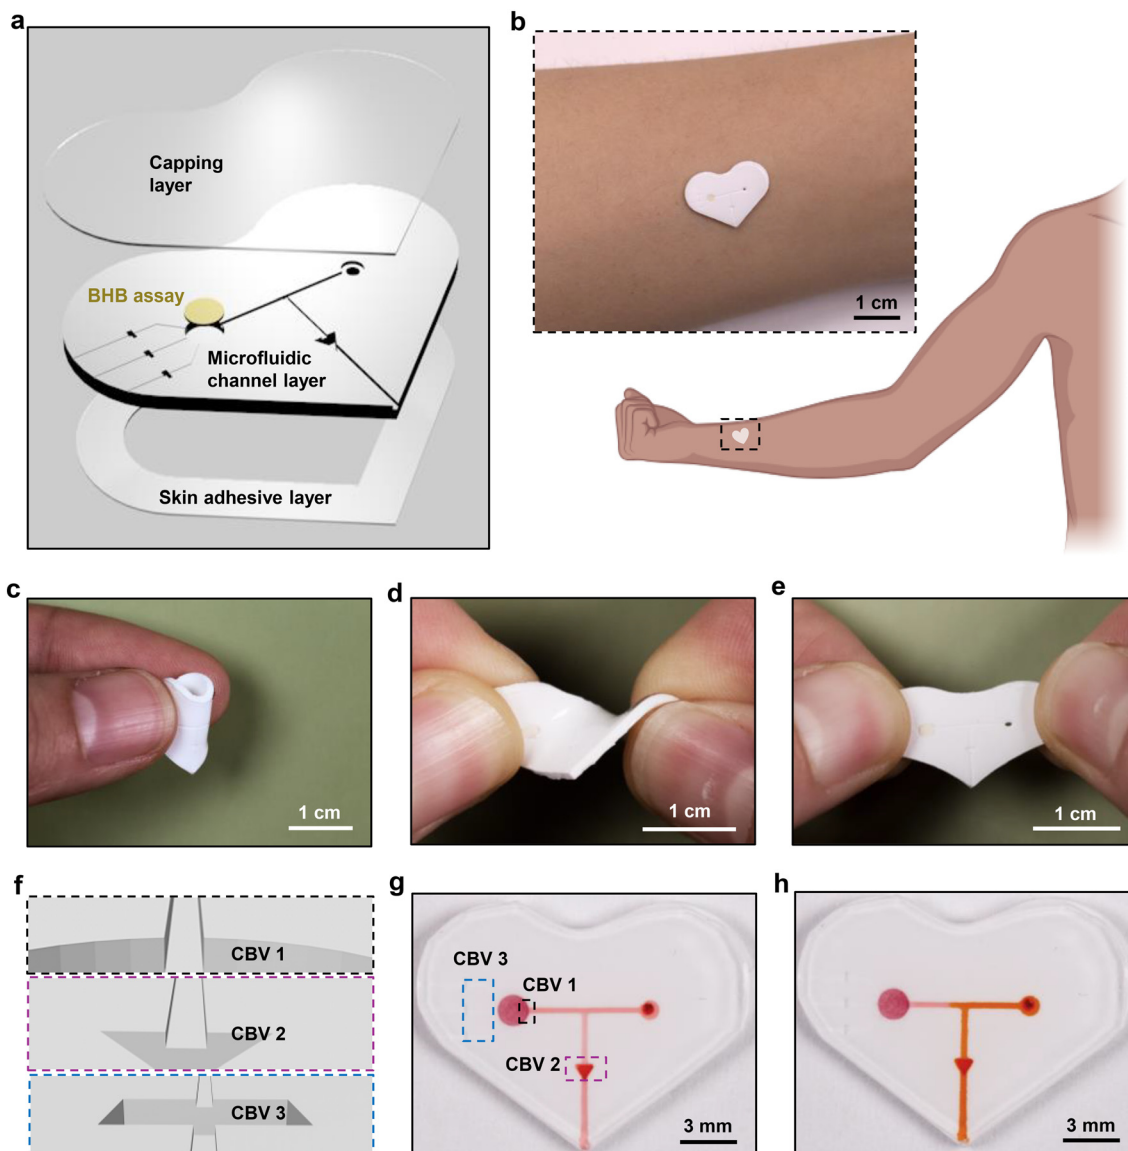 a
Capping
layer
BHB assay
Microfluidic
channel layer
Skin adhesive layer
b
1 cm
c
1 cm
d
1 cm
e
1 cm
f
CBV 1
CBV 2
CBV 3
g
CBV 3
CBV 1
CBV 2
3 mm
h
3 mm